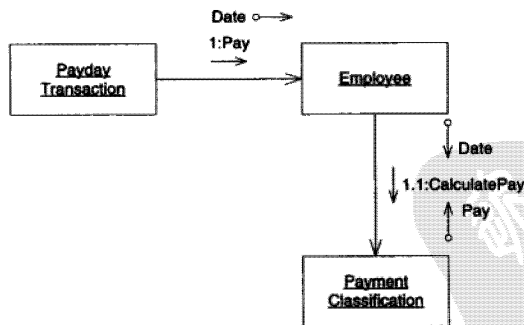 Date
1:Pay
Payday
Transaction
Employee
Date
1.1:CalculatePay
Pay
Payment
Classification